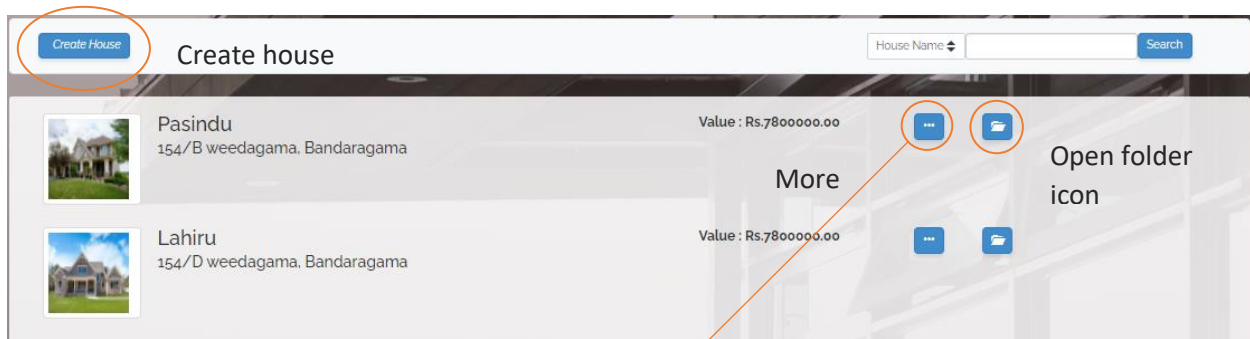 Create House
Create house
House Name
Search
Pasindu
154/B weedagama, Bandaragama
Value : Rs.7800000.00
More
Open folder
icon
Lahiru
154/D weedagama, Bandaragama
Value : Rs.7800000.00